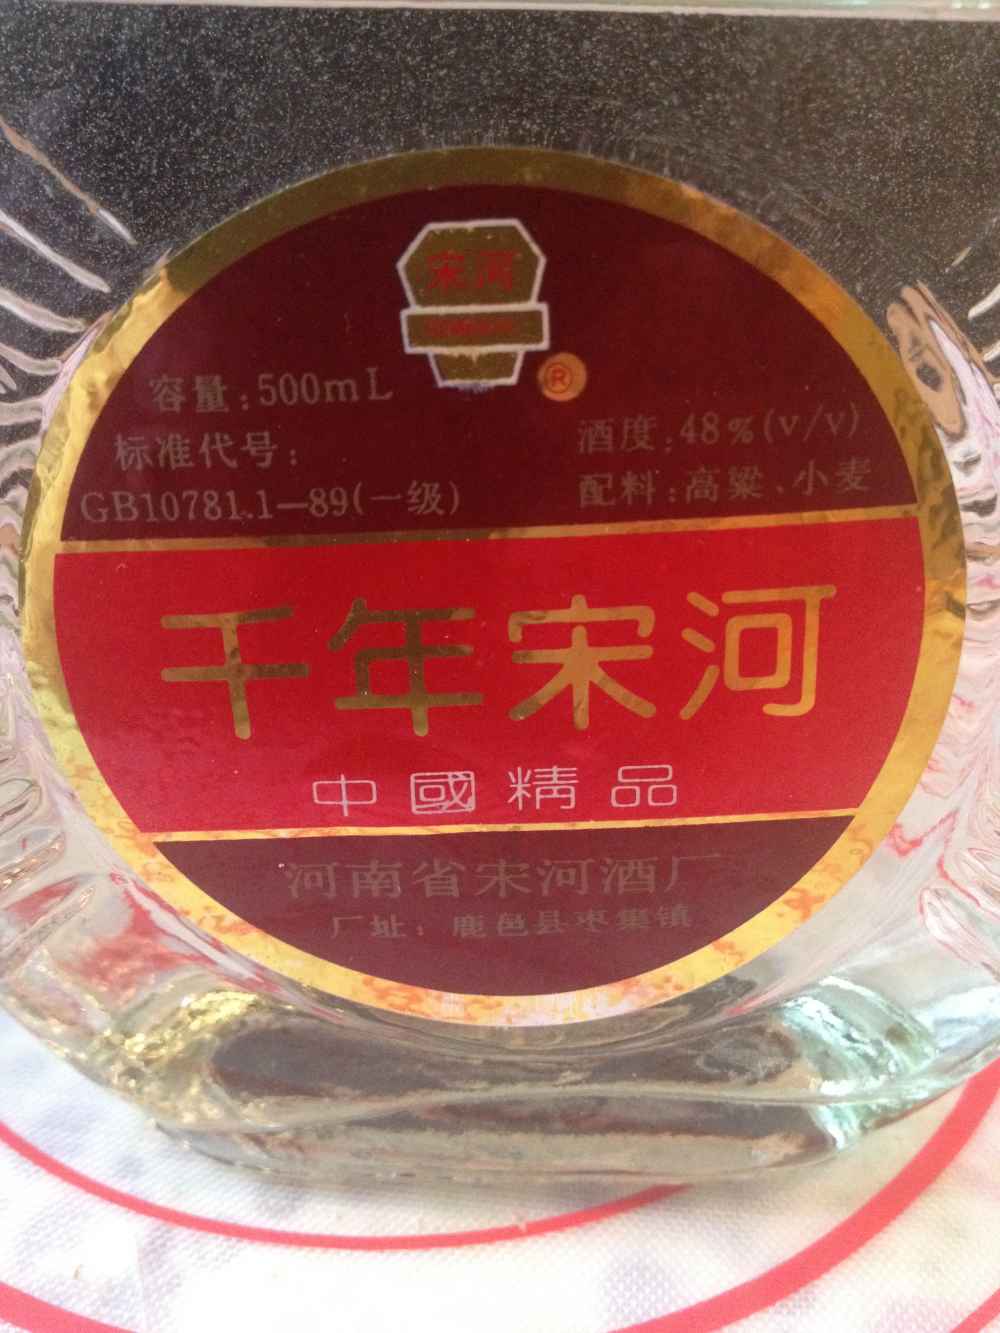 宋河
®
容量:500mL
标准代号:
GB10781.1—89(一级)
酒度:48%(v/v)
配料:高粱、小麦
千年宋河
中國精品
河南省宋河酒厂
厂址:鹿邑县枣集镇